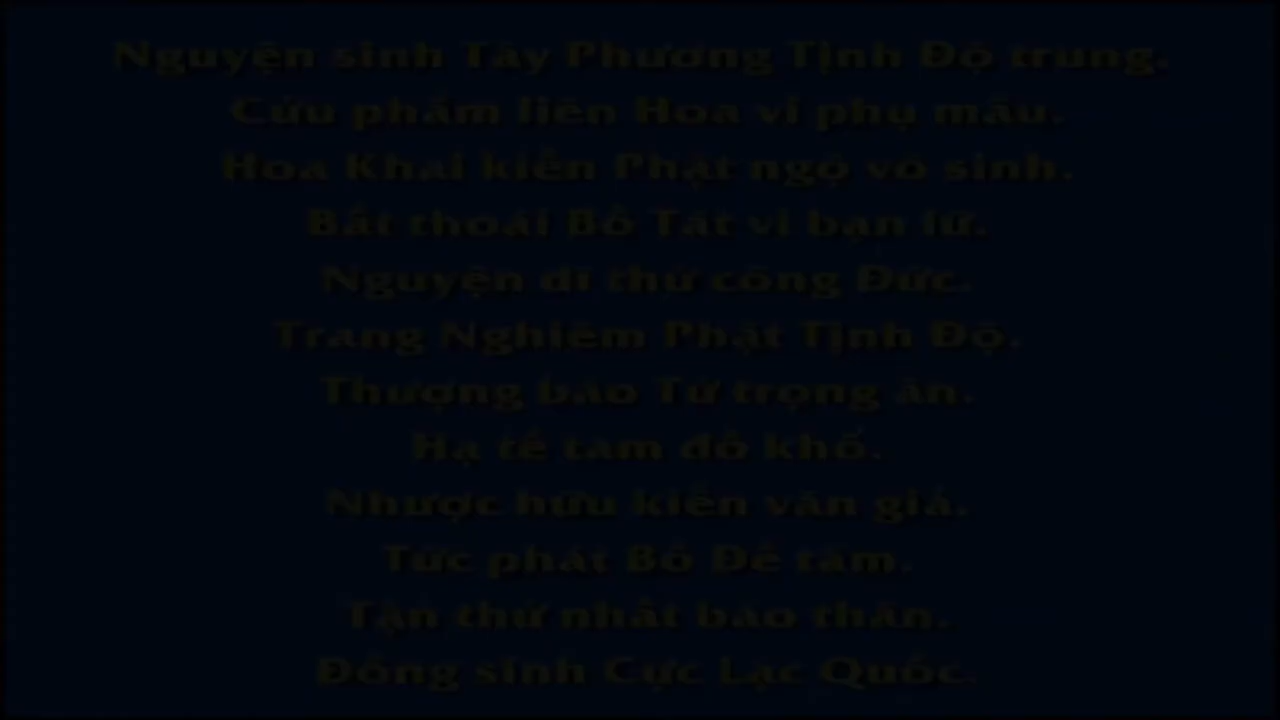 Nguyện sinh Tây Phương Tịnh Độ trung.
Cửu phẩm liên Hoa vi phụ mẫu.
Hoa Khai kiến Phật ngộ vô sinh.
Bất thoái Bồ Tát vi bạn lữ.
Nguyện dĩ thử công Đức.
Trang Nghiêm Phật Tịnh Độ.
Thượng báo Tứ trọng ân.
Hạ tế tam đồ khổ.
Nhược hữu kiến văn giả.
Tức phát Bồ Đề tâm.
Tận thử nhất báo thân.
Đồng sinh Cực Lạc Quốc.